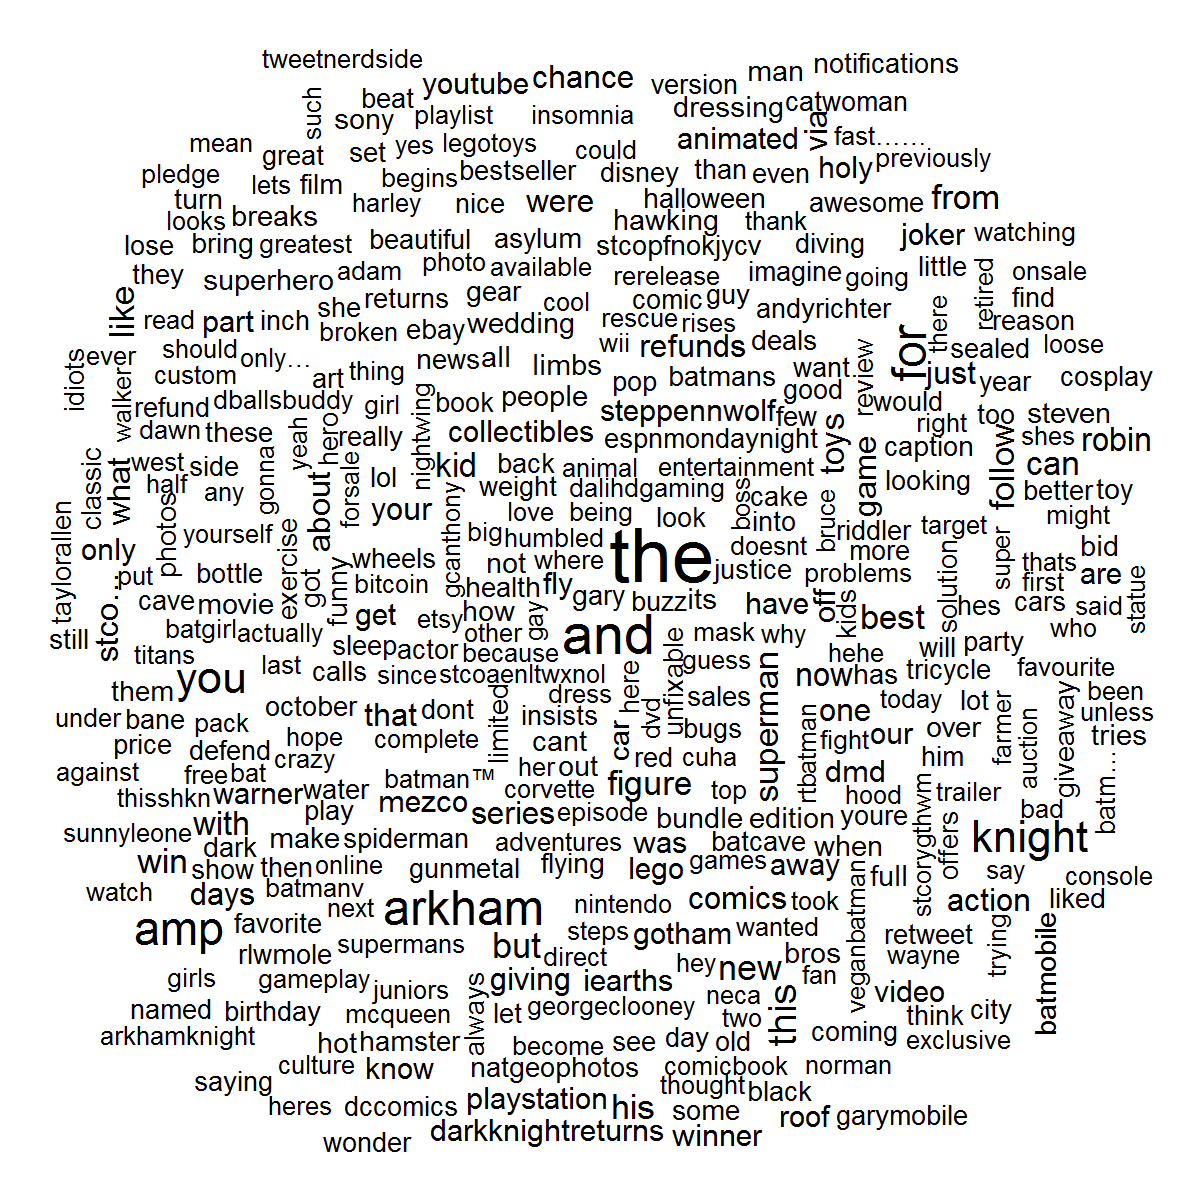 tweetnerdside
youtube chance version man notifications
such beat playlist insomnia dressing catwoman
sony animated via fast……
mean great set yes legotoys could previously
pledge lets film begins bestseller disney than even holy
turn harley nice were halloween awesome from
looks breaks hawking thank
lose bring greatest beautiful asylum stcopfnokjycv diving joker watching
they superhero adam photo available rerelease imagine going little retired onsale
like she returns gear cool comic guy andyrichter there find
read part inch broken ebay wedding rescue rises reason
ever should only… news all limbs wii refunds deals for sealed loose
idiots walker custom art thing pop batmans want review just year cosplay
refund dballsbuddy girl nightwing book people steppennwolf few good toys would right too steven
dawn these yeah hero really collectibles espnmondaynight game caption follow shes robin
classic what west side gonna forsale lol kid back animal entertainment looking can
half any photos about your gcanthony weight dalihdgaming boss cake better toy
taylorallen yourself exercise love being look into bruce riddler target super might
only got funny wheels big humbled the doesnt more solution thats bid
stco… put bottle bitcoin not where justice problems first are statue
cave movie health fly gary buzz its have off kids best hes cars said
still batgirl actually get etsy how gay and mask why who
titans sleep actor other because unfixable hehe will party
you last calls since stcoaenltwxnol here guess superman now has tricycle favourite
them october limited dress sales today lot been
under bane pack that dont insists car dvd bugs rtbatman one our over farmer auction giveaway unless
price defend hope complete cant fight him tries
against free bat crazy batman™ her out red cuha dmd batm…
thisshkn warner water corvette figure top hood trailer
sunnyleone with play mezco series episode bundle edition youre bad
dark make spiderman adventures was batcave when stcorygthwm offers knight
win show then online gunmetal flying lego games away full say console
watch days batmanv veganbatman action liked
amp favorite next arkham nintendo comics took
rlwmole supermans but steps gotham wanted retweet trying batmobile
girls gameplay always direct hey new bros wayne
juniors giving iearths fan video
named birthday mcqueen let georgeclooney neca this think city
arkhamknight hot hamster become see day two old coming exclusive
saying culture know natgeophotos comicbook norman
heres dccomics playstation his thought black
wonder darkknightreturns some winner roof garymobile